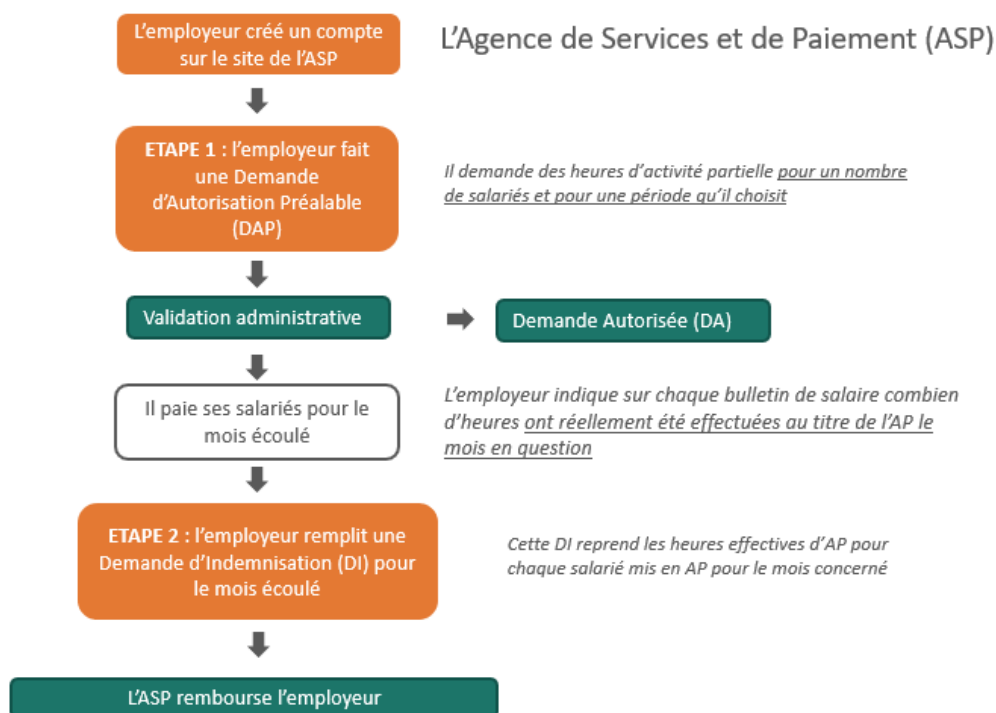 L'employeur créé un compte
sur le site de l'ASP
L'Agence de Services et de Paiement (ASP)
ETAPE 1 : l'employeur fait
une Demande
d'Autorisation Préalable
(DAP)
Il demande des heures d'activité partielle pour un nombre
de salariés et pour une période qu'il choisit
Validation administrative
Demande Autorisée (DA)
Il paie ses salariés pour le
mois écoulé
L'employeur indique sur chaque bulletin de salaire combien
d'heures ont réellement été effectuées au titre de l'AP le
mois en question
ETAPE 2 : l'employeur remplit une
Demande d'Indemnisation (DI) pour
le mois écoulé
Cette DI reprend les heures effectives d'AP pour
chaque salarié mis en AP pour le mois concerné
L'ASP rembourse l'employeur